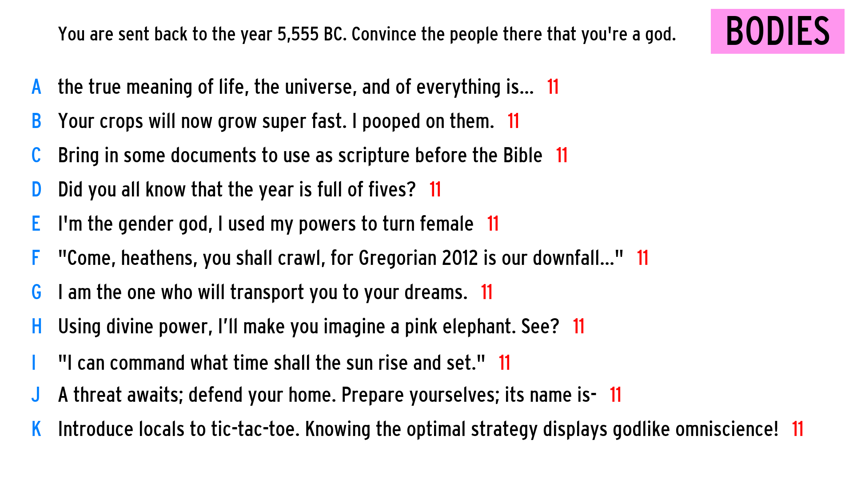 You are sent back to the year 5,555 BC. Convince the people there that you're a god.
BODIES
A the true meaning of life, the universe, and of everything is... 11
B Your crops will now grow super fast. I pooped on them. 11
C Bring in some documents to use as scripture before the Bible 11
D Did you all know that the year is full of fives? 11
E I'm the gender god, I used my powers to turn female 11
F "Come, heathens, you shall crawl, for Gregorian 2012 is our downfall..." 11
G I am the one who will transport you to your dreams. 11
H Using divine power, I’ll make you imagine a pink elephant. See? 11
I "I can command what time shall the sun rise and set." 11
J A threat awaits; defend your home. Prepare yourselves; its name is- 11
K Introduce locals to tic-tac-toe. Knowing the optimal strategy displays godlike omniscience! 11